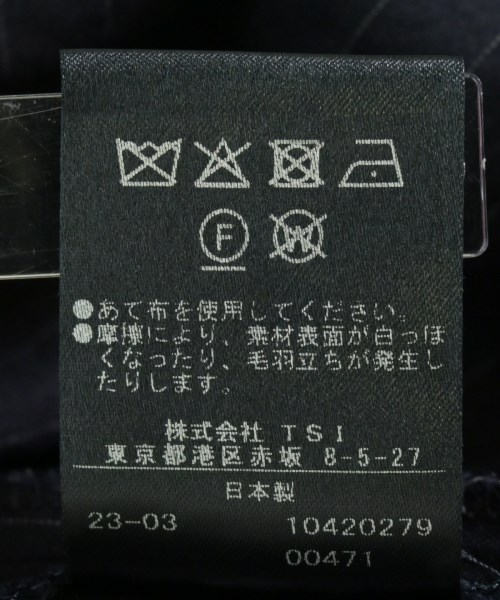 F W
●あて布を使用してください。
●摩擦により、素材表面が白っぽ
くなったり、毛羽立ちが発生し
たりします。
株式会社 TSI
東京都港区赤坂 8-5-27
日本製
23-03 10420279
00471